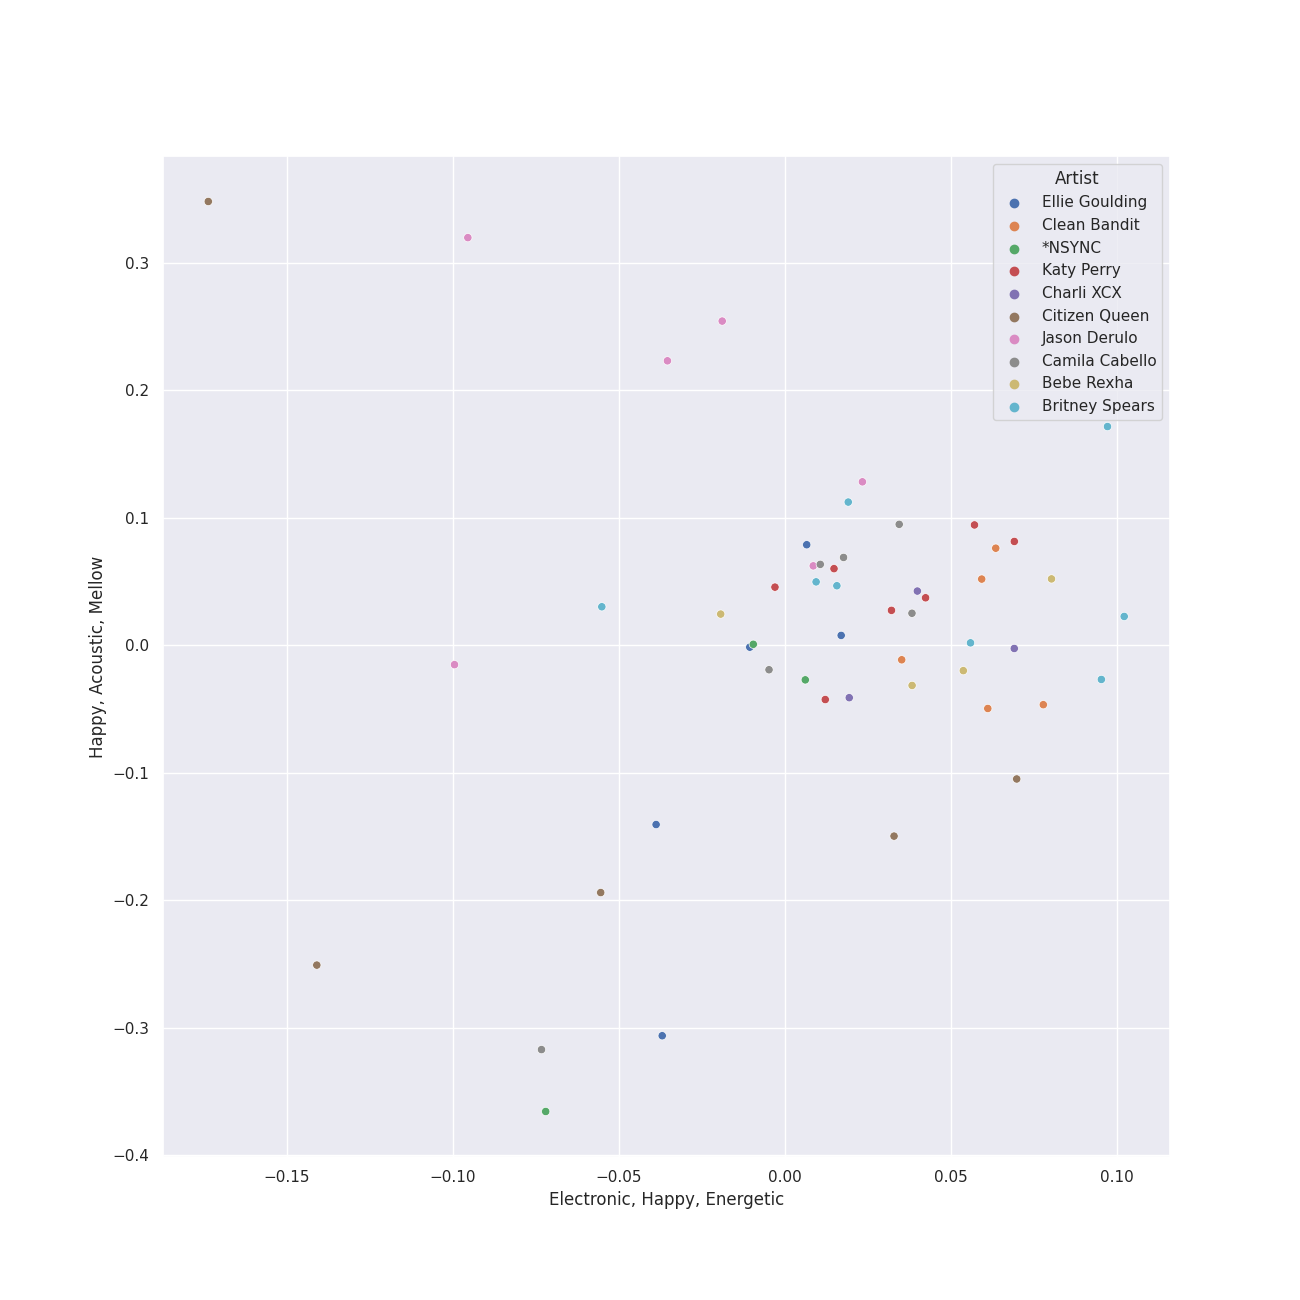 Artist
Ellie Goulding
Clean Bandit
*NSYNC
Katy Perry
Charli XCX
Citizen Queen
Jason Derulo
Camila Cabello
Bebe Rexha
Britney Spears
0.3
0.2
0.1
0.0
−0.1
−0.2
−0.3
−0.4
Happy, Acoustic, Mellow
−0.15 −0.10 −0.05 0.00 0.05 0.10
Electronic, Happy, Energetic